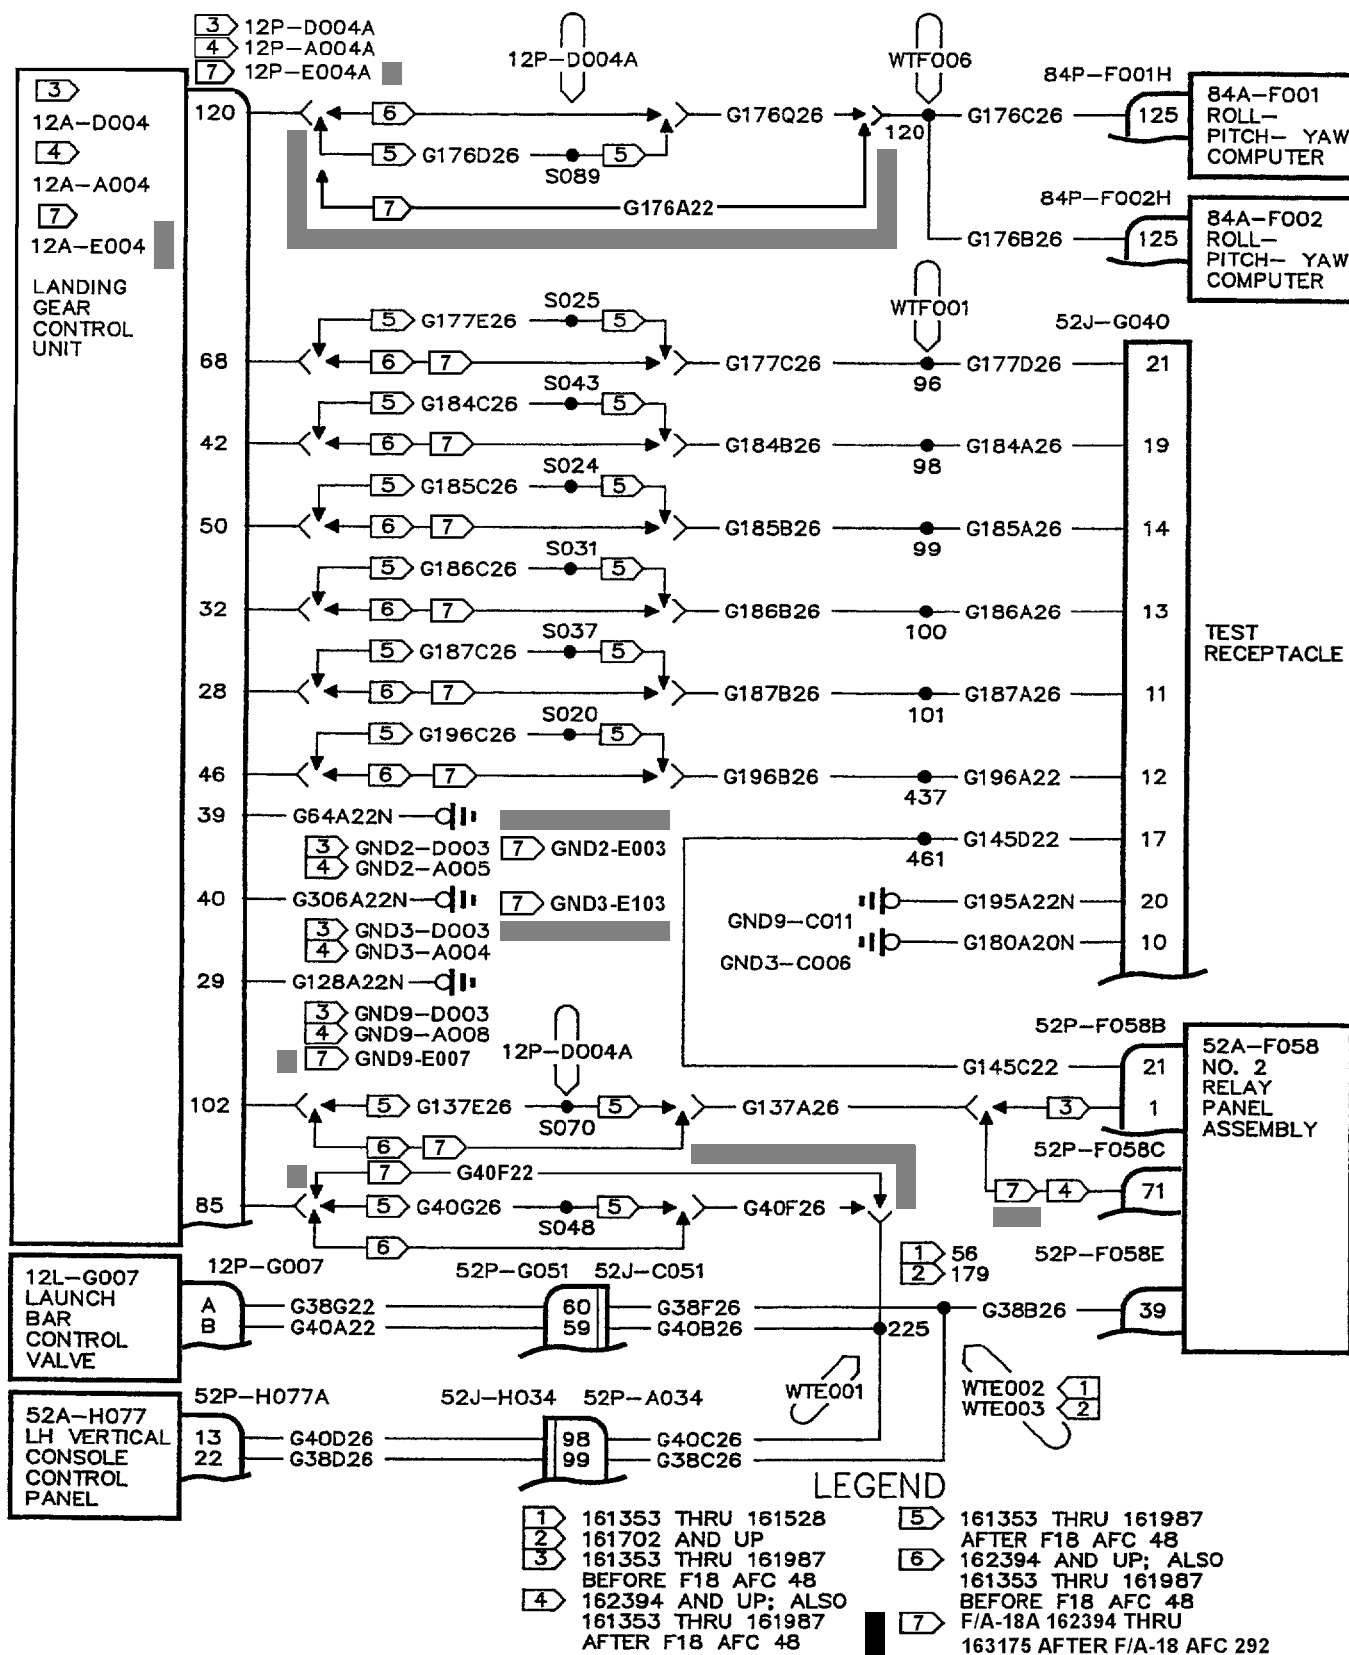 3 12P-D004A
4 12P-A004A
7 12P-E004A
12P-D004A
WTF006
84P-F001H
3
12A-D004
4
12A-A004
7
12A-E004
LANDING
GEAR
CONTROL
UNIT
120
6
G176Q26
120
G176C26
125
84A-F001
ROLL-
PITCH- YAW
COMPUTER
5 G176D26
S089
5
7
G176A22
84P-F002H
G176B26
125
84A-F002
ROLL-
PITCH- YAW
COMPUTER
WTF001
52J-G040
S025
5 G177E26
5
68
6 7
G177C26
96
G177D26
21
S043
5 G184C26
5
42
6 7
G184B26
98
G184A26
19
S024
5 G185C26
5
50
6 7
G185B26
99
G185A26
14
S031
5 G186C26
5
32
6 7
G186B26
100
G186A26
13
S037
5 G187C26
5
28
6 7
G187B26
101
G187A26
11
S020
5 G196C26
5
46
6 7
G196B26
437
G196A22
12
TEST
RECEPTACLE
39
G64A22N
3 GND2-D003
4 GND2-A005
7 GND2-E003
461
G145D22
17
40
G306A22N
3 GND3-D003
4 GND3-A004
7 GND3-E103
GND9-C011
G195A22N
20
GND3-C006
G180A20N
10
29
G128A22N
3 GND9-D003
4 GND9-A008
7 GND9-E007
12P-D004A
52P-F058B
G145C22
21
52A-F058
NO. 2
RELAY
PANEL
ASSEMBLY
102
5 G137E26
S070
5
G137A26
3
1
6 7
52P-F058C
7 4
71
7 G40F22
85
5 G40G26
S048
5
G40F26
6
1 56
2 179
52P-F058E
12L-G007
LAUNCH
BAR
CONTROL
VALVE
12P-G007
52P-G051 52J-C051
A
G38G22
60
G38F26
G38B26
39
B
G40A22
59
G40B26
225
WTE001
WTE002 1
WTE003 2
52A-H077
LH VERTICAL
CONSOLE
CONTROL
PANEL
52P-H077A
52J-H034 52P-A034
13
G40D26
98
G40C26
22
G38D26
99
G38C26
LEGEND
1 161353 THRU 161528
2 161702 AND UP
3 161353 THRU 161987
BEFORE F18 AFC 48
4 162394 AND UP; ALSO
161353 THRU 161987
AFTER F18 AFC 48
5 161353 THRU 161987
AFTER F18 AFC 48
6 162394 AND UP; ALSO
161353 THRU 161987
BEFORE F18 AFC 48
7 F/A-18A 162394 THRU
163175 AFTER F/A-18 AFC 292